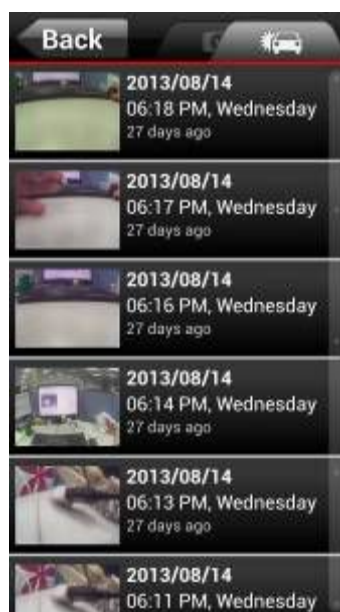 Back
2013/08/14
06:18 PM, Wednesday
27 days ago
2013/08/14
06:17 PM, Wednesday
27 days ago
2013/08/14
06:16 PM, Wednesday
27 days ago
2013/08/14
06:14 PM, Wednesday
27 days ago
2013/08/14
06:13 PM, Wednesday
27 days ago
2013/08/14
06:11 PM, Wednesday